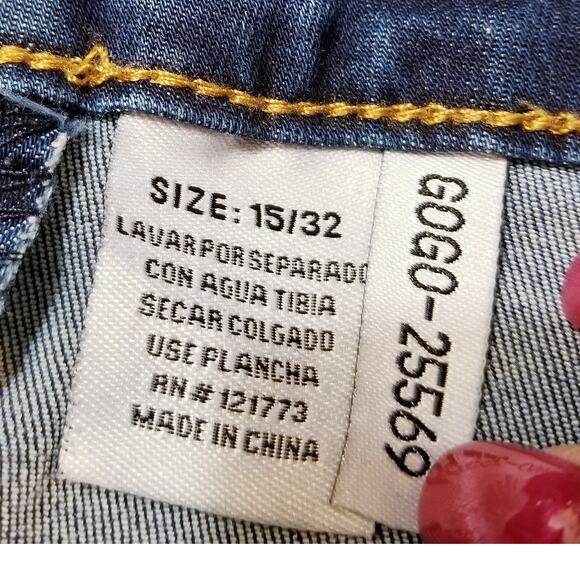 SIZE: 15/32
LAVAR POR SEPARADO
CON AGUA TIBIA
SECAR COLGADO
USE PLANCHA
RN # 121773
MADE IN CHINA
GOGO-25569